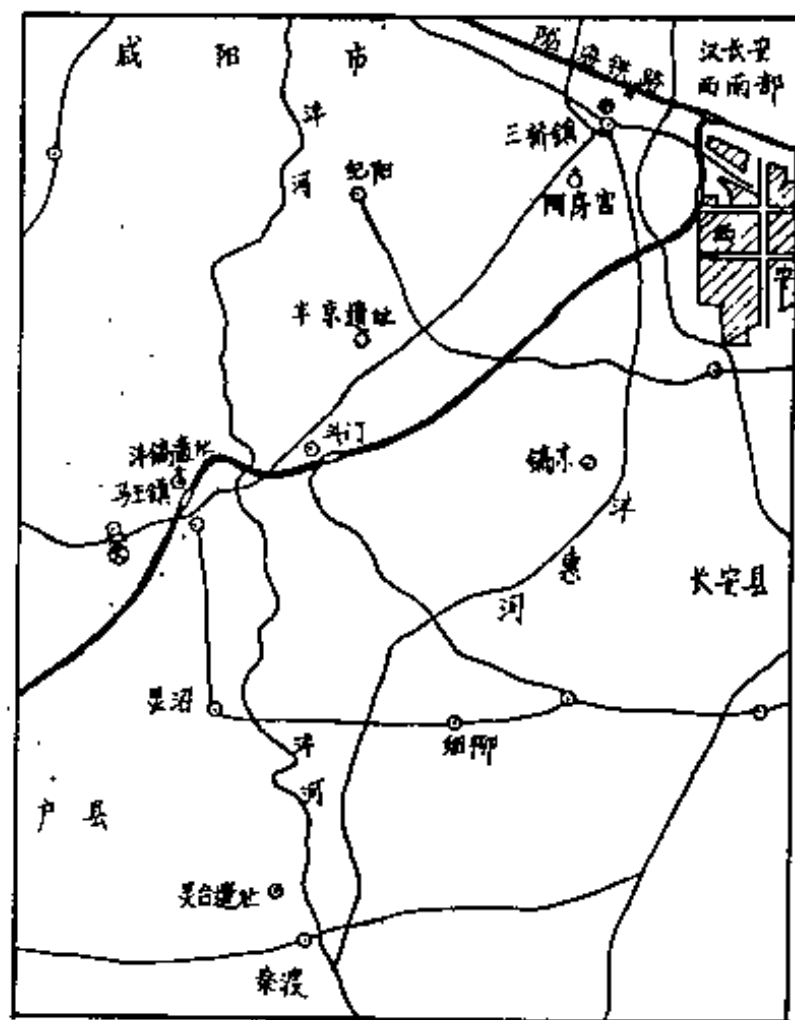 咸阳市
陇海铁路
汉长安
西南部
沣河
纪阳
三桥镇
阿房宫
西安
丰京遗址
斗门
沣镐遗址
马王镇
镐京
沣惠河
长安县
灵沼
细柳
沣河
户县
灵台遗址
秦渡